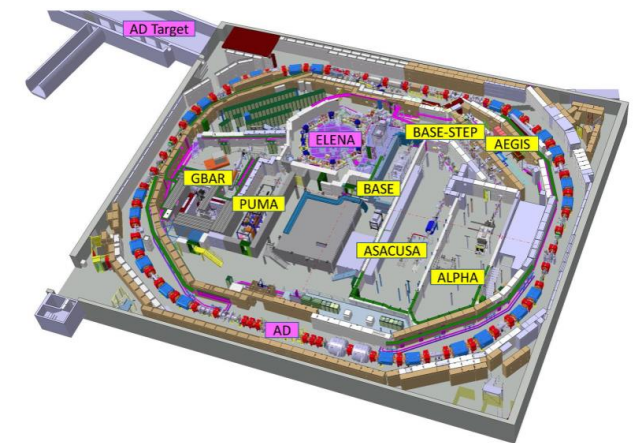 AD Target
ELENA
BASE-STEP
AEGIS
GBAR
PUMA
BASE
ASACUSA
ALPHA
AD